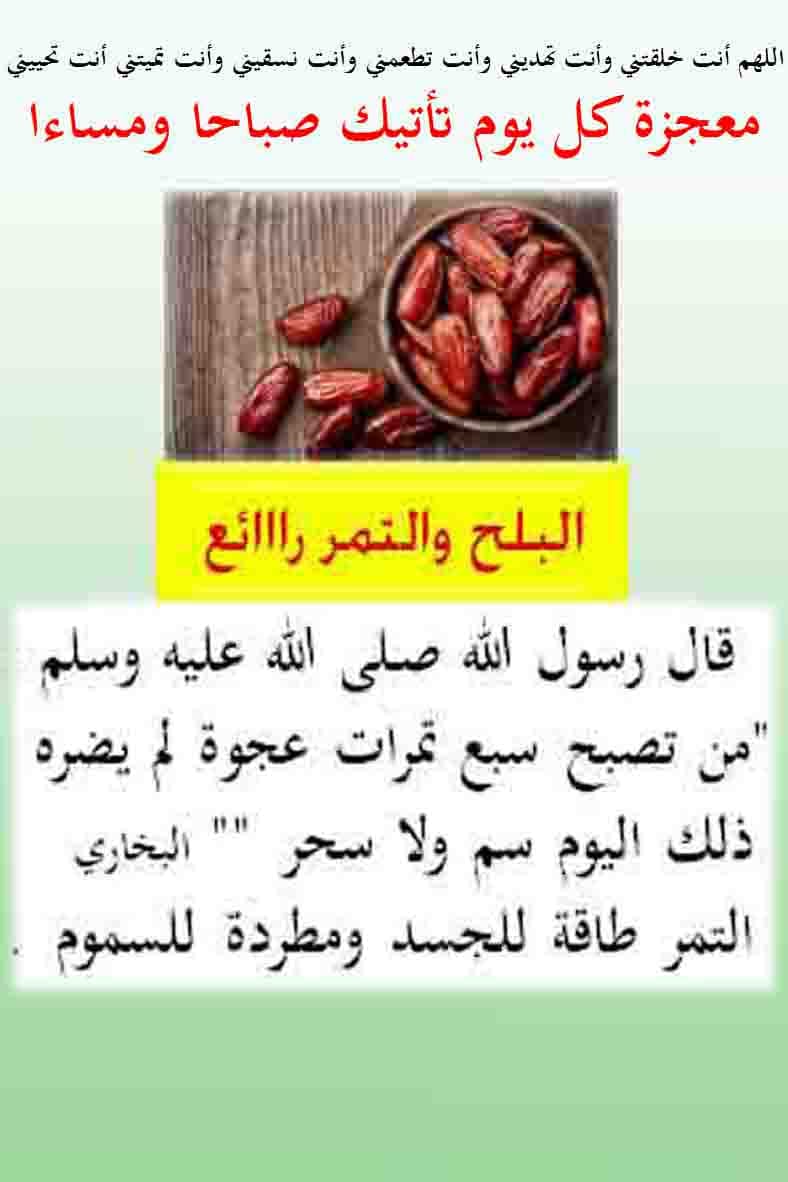 اللهم أنت خلقتني وأنت تهديني وأنت تطعمني وأنت نسقيني وأنت تميتني أنت تحييني
معجزة كل يوم تأتيك صباحا ومساءا
البلح والتمر رااائع
قال رسول الله صلى الله عليه وسلم
"من تصبح سبع تمرات عجوة لم يضره
ذلك اليوم سم ولا سحر "" البخاري
التمر طاقة للجسد ومطردة للسموم .